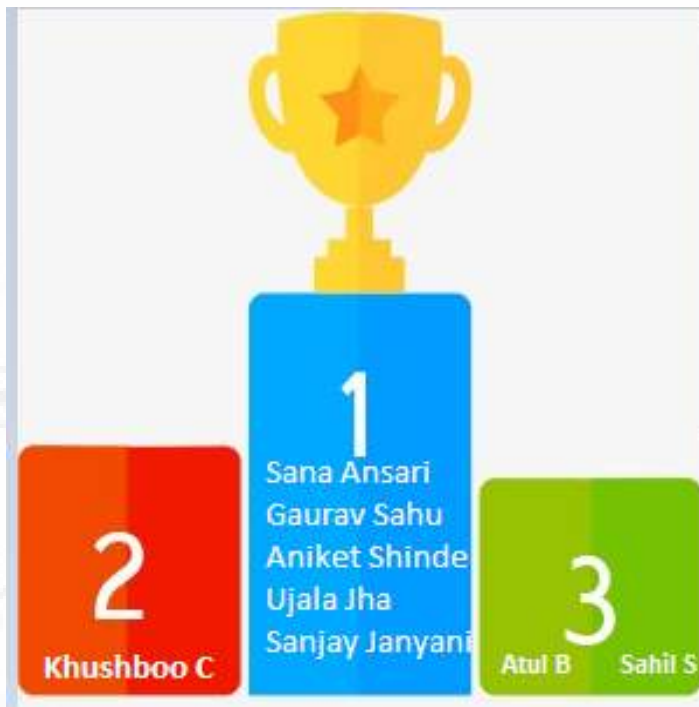 1
Sana Ansari
Gaurav Sahu
Aniket Shinde
Ujala Jha
Sanjay Janyani
2
Khushboo C
3
Atul B Sahil S